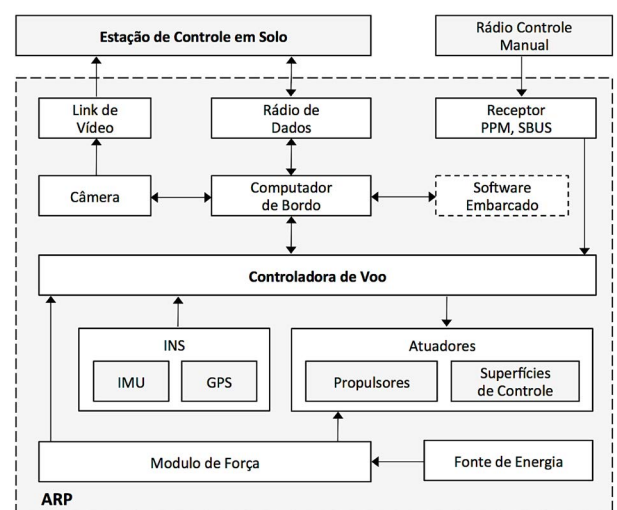 Estação de Controle em Solo
Rádio Controle
Manual
Link de
Vídeo
Rádio de
Dados
Receptor
PPM, SBUS
Câmera
Computador
de Bordo
Software
Embarcado
Controladora de Voo
INS
IMU
GPS
Atuadores
Propulsores
Superfícies
de Controle
Modulo de Força
Fonte de Energia
ARP